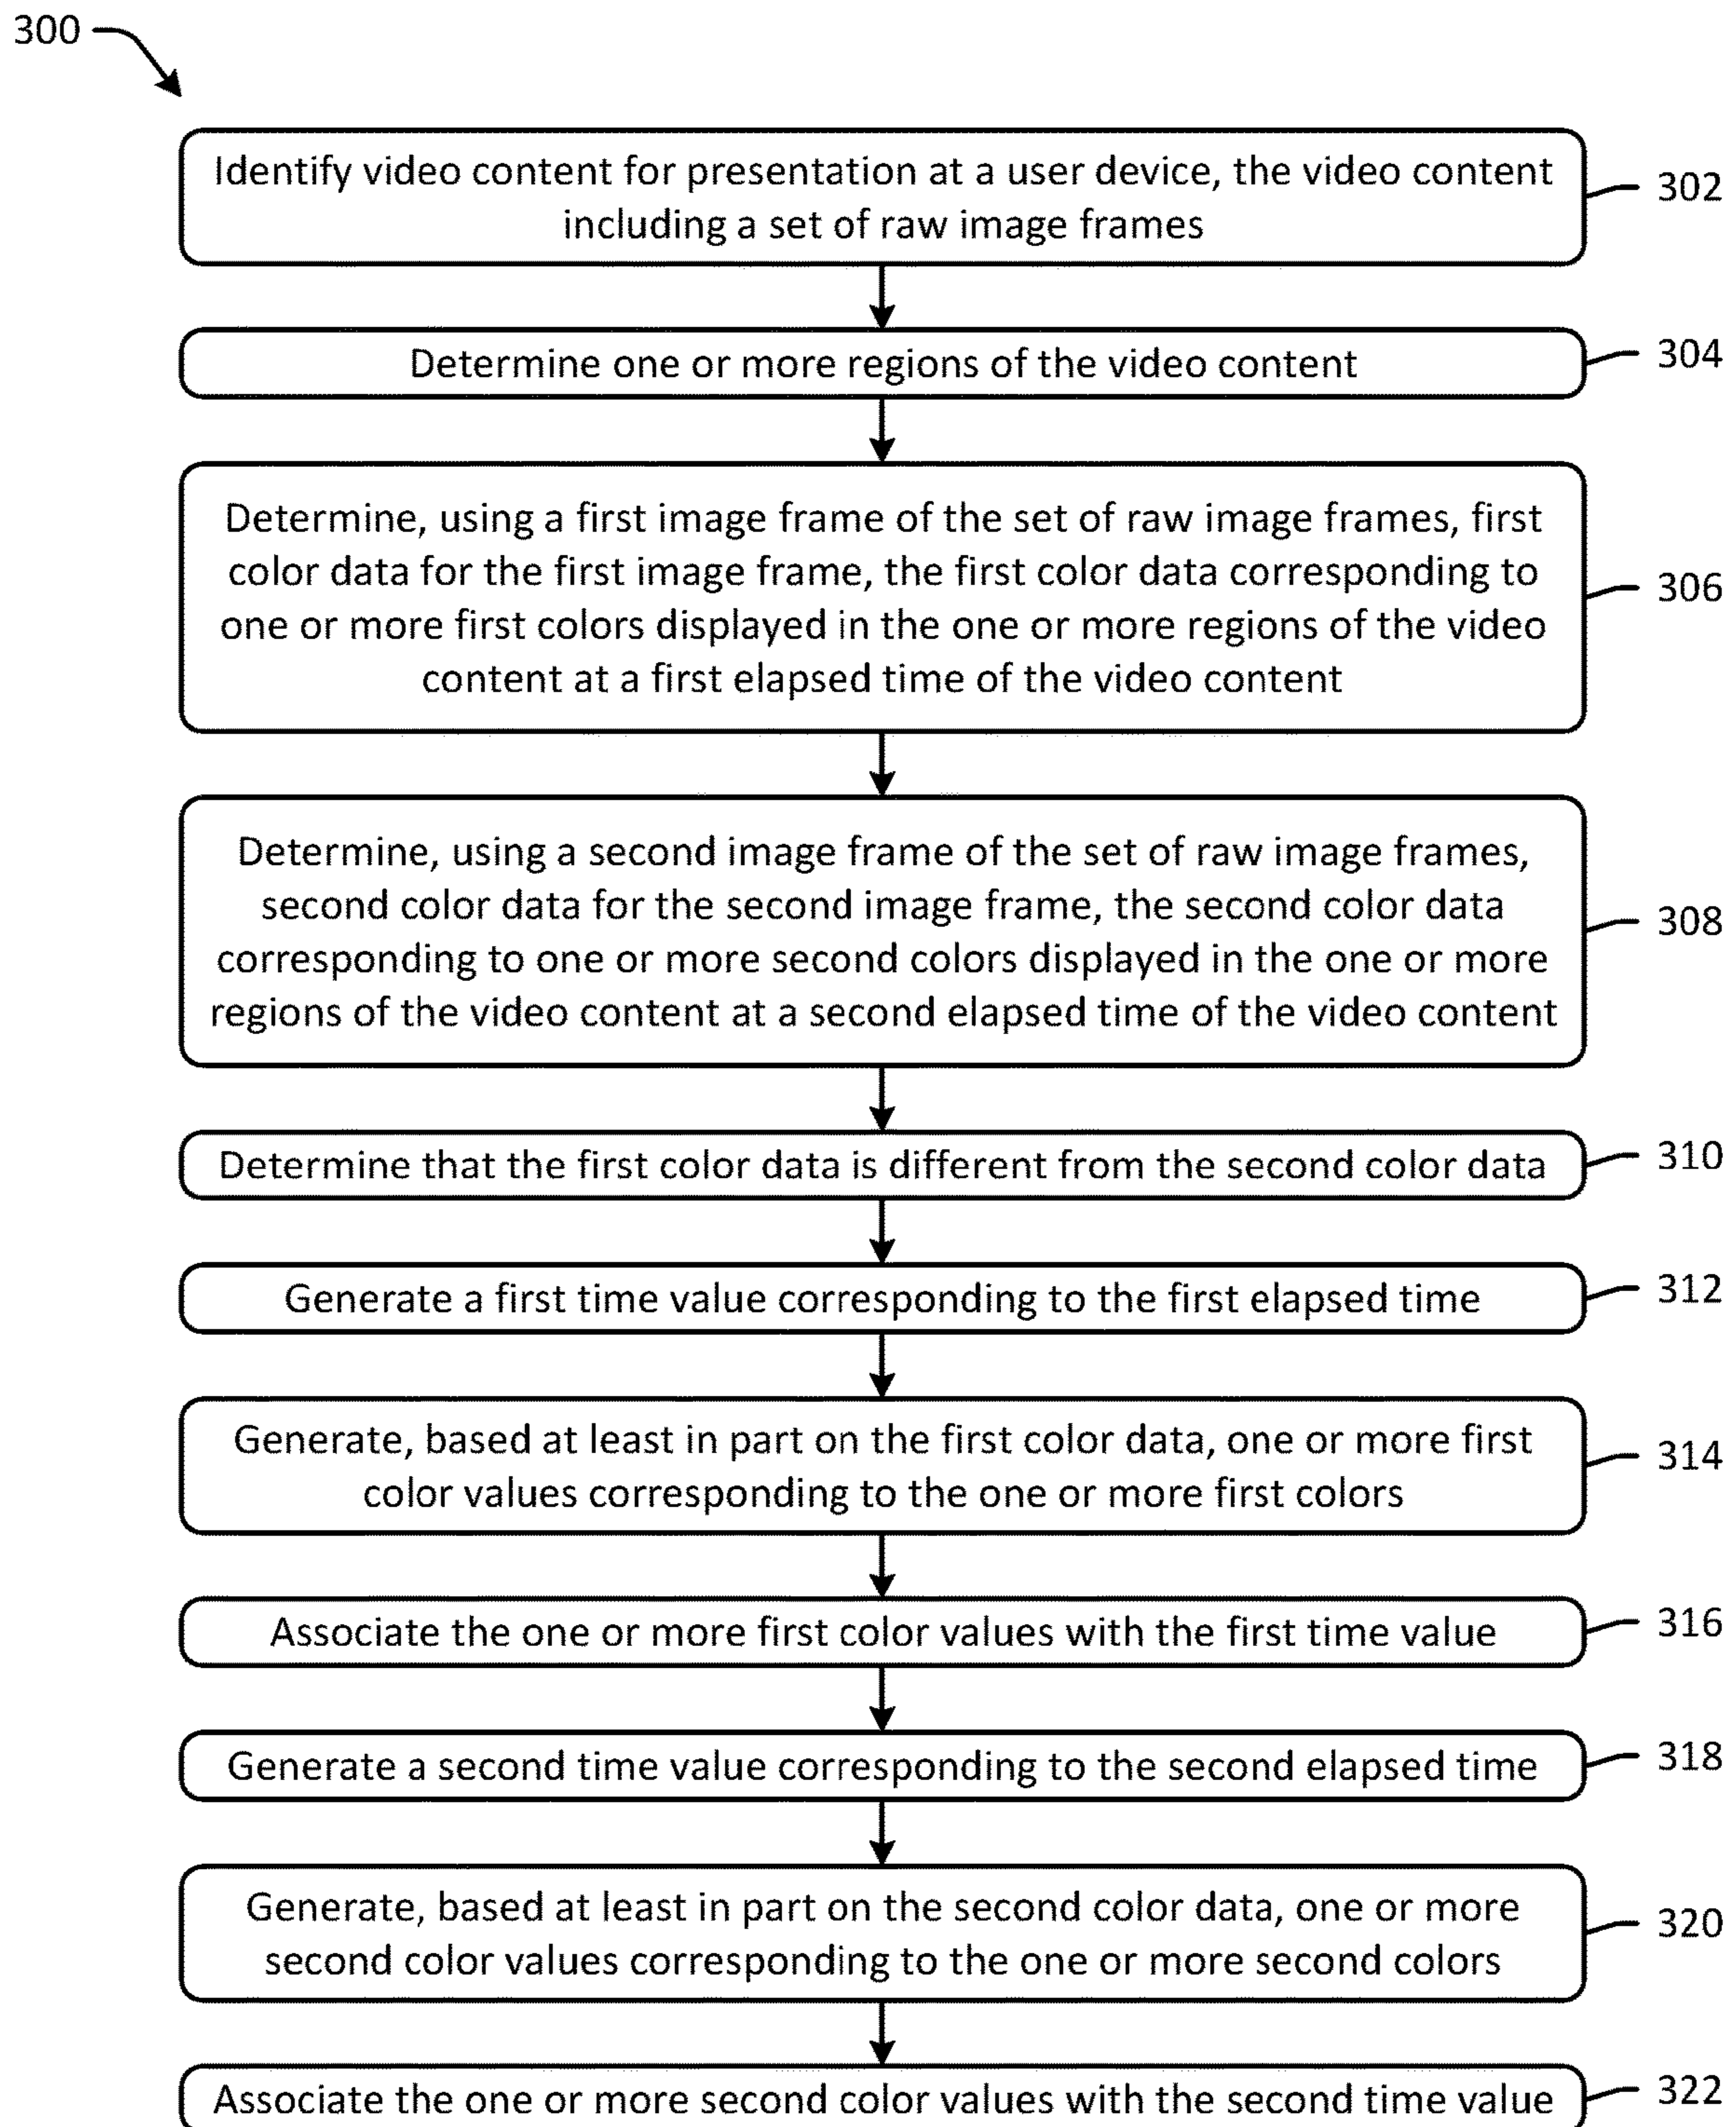 300
Identify video content for presentation at a user device, the video content
including a set of raw image frames
302
Determine one or more regions of the video content
304
Determine, using a first image frame of the set of raw image frames, first
color data for the first image frame, the first color data corresponding to
one or more first colors displayed in the one or more regions of the video
content at a first elapsed time of the video content
306
Determine, using a second image frame of the set of raw image frames,
second color data for the second image frame, the second color data
corresponding to one or more second colors displayed in the one or more
regions of the video content at a second elapsed time of the video content
308
Determine that the first color data is different from the second color data
310
Generate a first time value corresponding to the first elapsed time
312
Generate, based at least in part on the first color data, one or more first
color values corresponding to the one or more first colors
314
Associate the one or more first color values with the first time value
316
Generate a second time value corresponding to the second elapsed time
318
Generate, based at least in part on the second color data, one or more
second color values corresponding to the one or more second colors
320
Associate the one or more second color values with the second time value
322